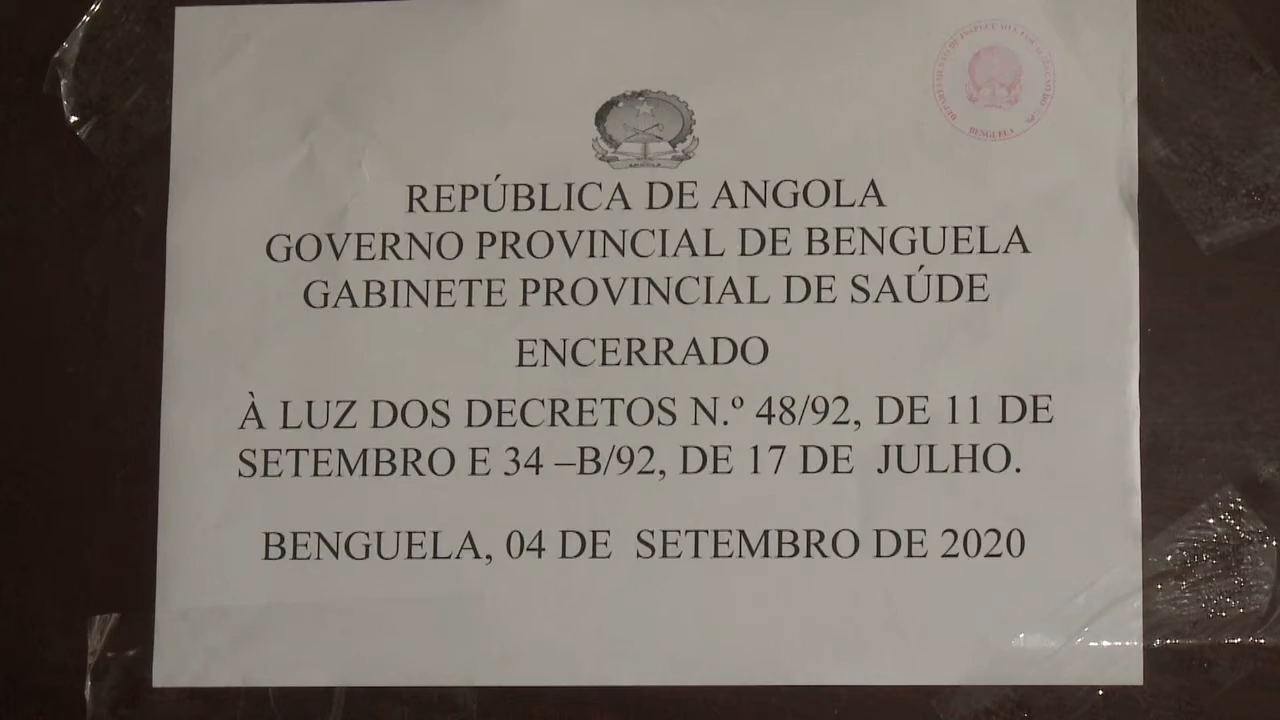 REPÚBLICA DE ANGOLA
GOVERNO PROVINCIAL DE BENGUELA
GABINETE PROVINCIAL DE SAÚDE
ENCERRADO
À LUZ DOS DECRETOS N.º 48/92, DE 11 DE
SETEMBRO E 34 –B/92, DE 17 DE JULHO.
BENGUELA, 04 DE SETEMBRO DE 2020
BENGUELA